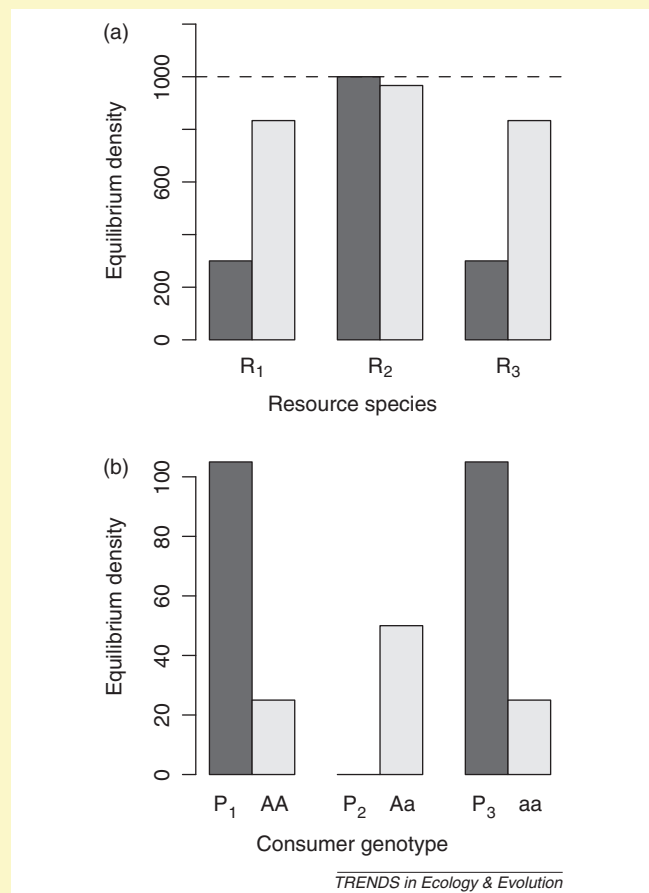 (a)
Equilibrium density
1000
600
200
0
R1 R2 R3
Resource species
(b)
Equilibrium density
100
80
60
40
20
0
P1 AA P2 Aa P3 aa
Consumer genotype
TRENDS in Ecology & Evolution